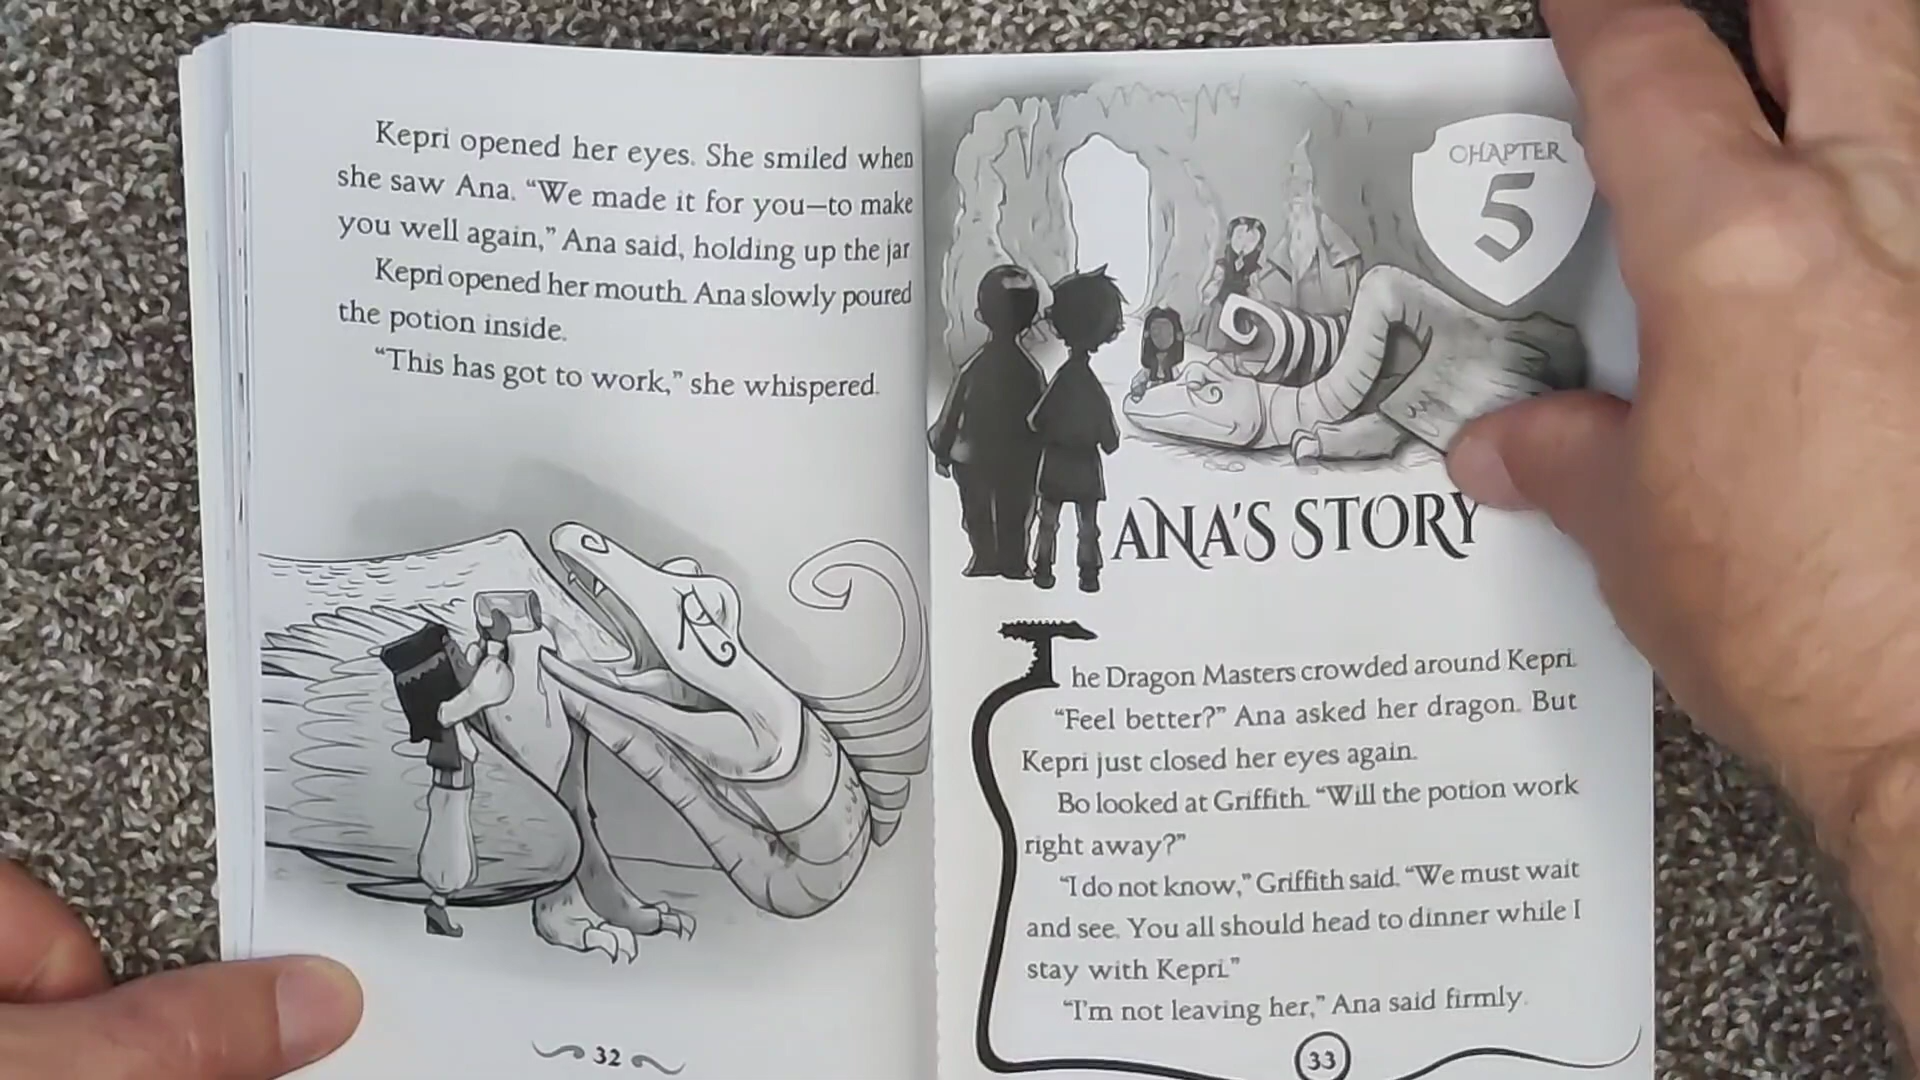 Kepri opened her eyes. She smiled when
she saw Ana. “We made it for you—to make
you well again,” Ana said, holding up the jar.
Kepri opened her mouth. Ana slowly poured
the potion inside.
“This has got to work,” she whispered.
32
CHAPTER
5
ANA'S STORY
The Dragon Masters crowded around Kepri.
“Feel better?” Ana asked her dragon. But
Kepri just closed her eyes again.
Bo looked at Griffith. “Will the potion work
right away?”
“I do not know,” Griffith said. “We must wait
and see. You all should head to dinner while I
stay with Kepri.”
“I'm not leaving her,” Ana said firmly.
33